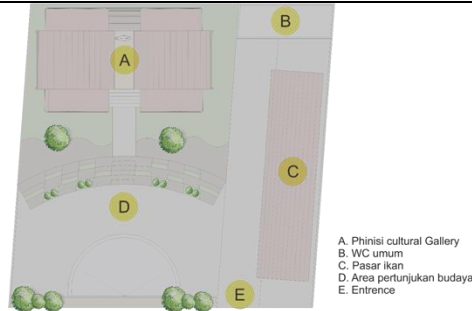 A
B
C
D
E
A. Phinisi cultural Gallery
B. WC umum
C. Pasar ikan
D. Area pertunjukan budaya
E. Entrence